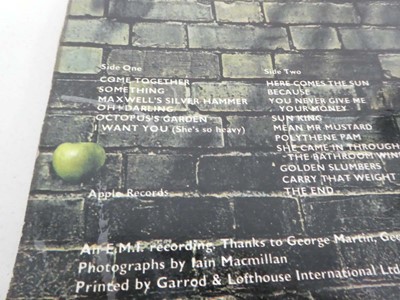 Side One
COME TOGETHER
SOMETHING
MAXWELL'S SILVER HAMMER
OH! DARLING
OCTOPUS'S GARDEN
I WANT YOU (She's so heavy)
Side Two
HERE COMES THE SUN
BECAUSE
YOU NEVER GIVE ME
YOUR MONEY
SUN KING
MEAN MR MUSTARD
POLYTHENE PAM
SHE CAME IN THROUGH
THE BATHROOM WIN
GOLDEN SLUMBERS
CARRY THAT WEIGHT
THE END
Apple Records
An E.M.I. recording, Thanks to George Martin, Geo
Photographs by Iain Macmillan
Printed by Garrod & Lofthouse International Ltd